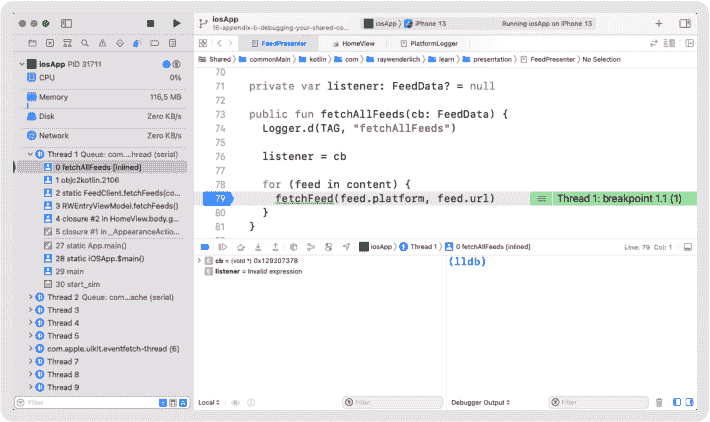 iosApp
16-appendix-b-debugging-your-shared-co...
iosApp
iPhone 13
Running iosApp on iPhone 13
FeedPresenter
HomeView
PlatformLogger
Shared
commonMain
kotlin
com
raywenderlich
learn
presentation
FeedPresenter
No Selection
iosApp PID 31711
CPU 0%
Memory 116,5 MB
Disk Zero KB/s
Network Zero KB/s
Thread 1 Queue: com....hread (serial)
0 fetchAllFeeds [inlined]
1 objc2kotlin.2106
2 static FeedClient.fetchFeeds(co...
3 RWEntryViewModel.fetchFeeds()
4 closure #2 in HomeView.body.g...
5 closure #1 in _AppearanceActio...
27 static App.main()
28 static iOSApp.$main()
29 main
30 start_sim
Thread 2 Queue: com...ache (serial)
Thread 3
Thread 4
Thread 5
com.apple.uikit.eventfetch-thread (6)
Thread 7
Thread 8
Thread 9
Filter
70
71 private var listener: FeedData? = null
72
73 public fun fetchAllFeeds(cb: FeedData) {
74 Logger.d(TAG, "fetchAllFeeds")
75
76 listener = cb
77
78 for (feed in content) {
79 fetchFeed(feed.platform, feed.url)
Thread 1: breakpoint 1.1 (1)
80 }
81 }
iosApp
Thread 1
0 fetchAllFeeds [inlined]
Line: 79 Col: 1
cb = (void *) 0x129207378
listener = Invalid expression
(lldb)
Local
Filter
Debugger Output
Filter